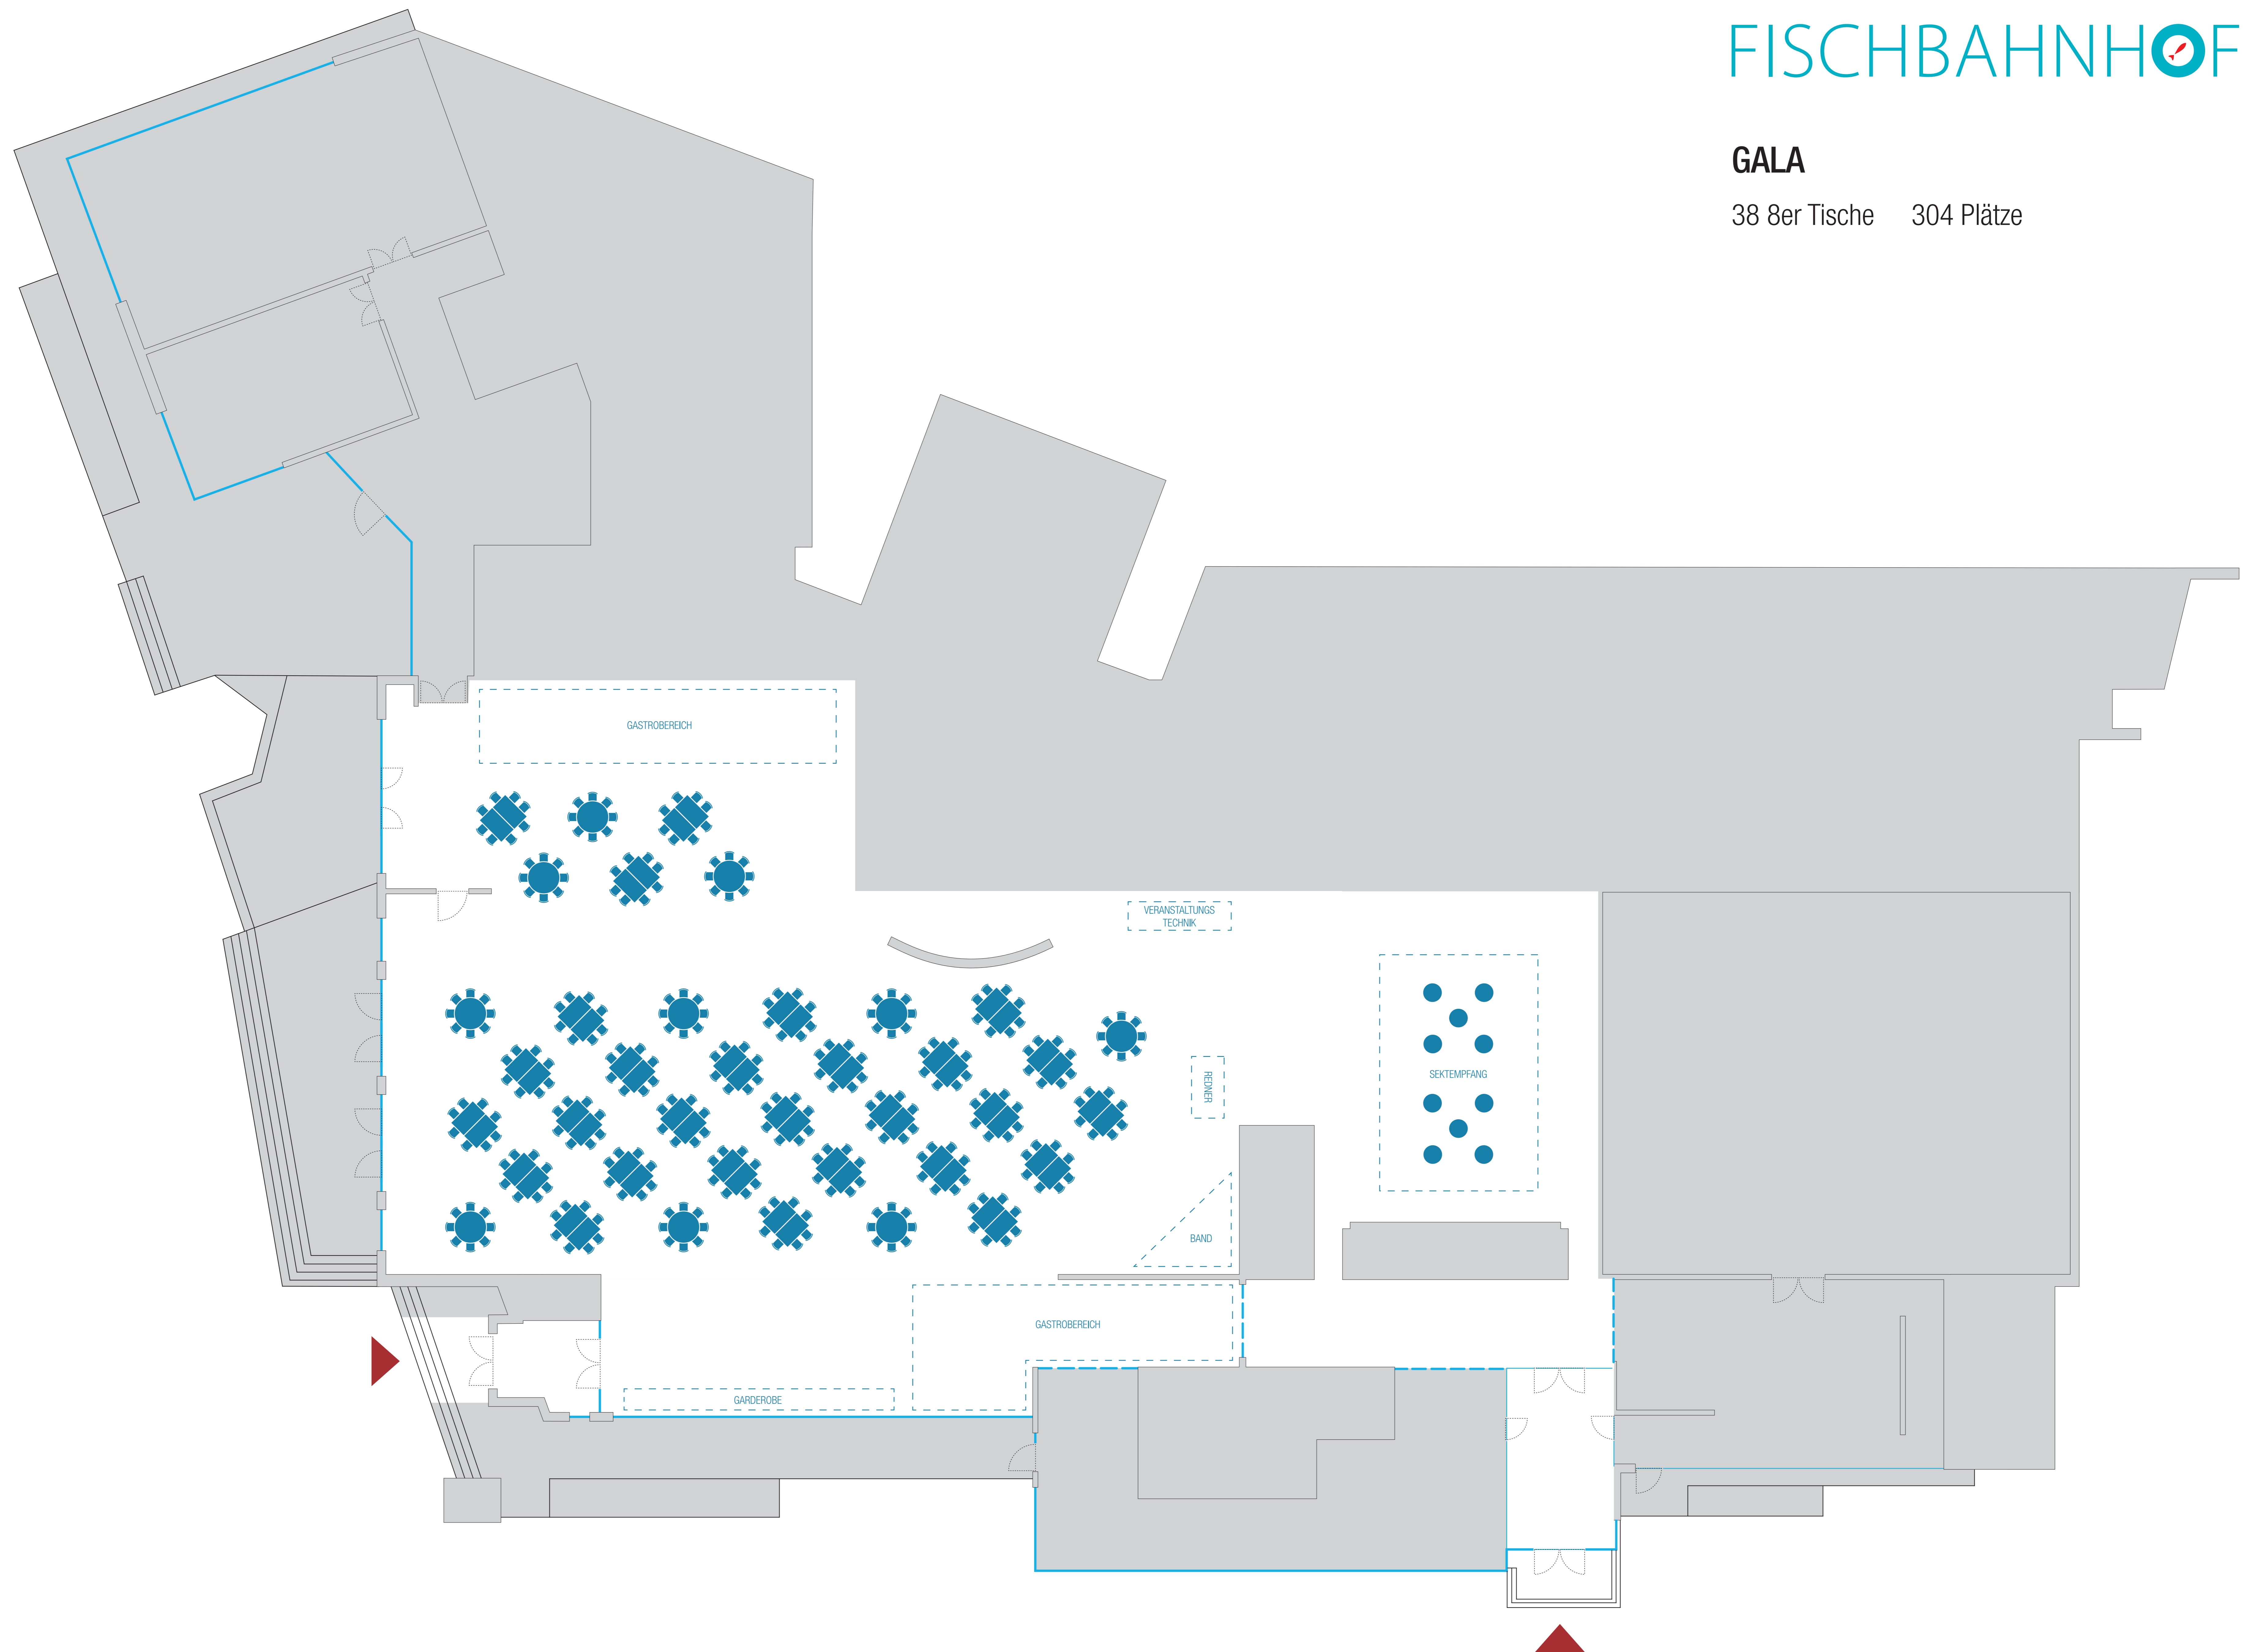 FISCHBAHNHOF
GALA
38 8er Tische 304 Plätze
GASTROBEREICH
VERANSTALTUNGS
TECHNIK
SEKTEMPFANG
REDNER
BAND
GASTROBEREICH
GARDEROBE